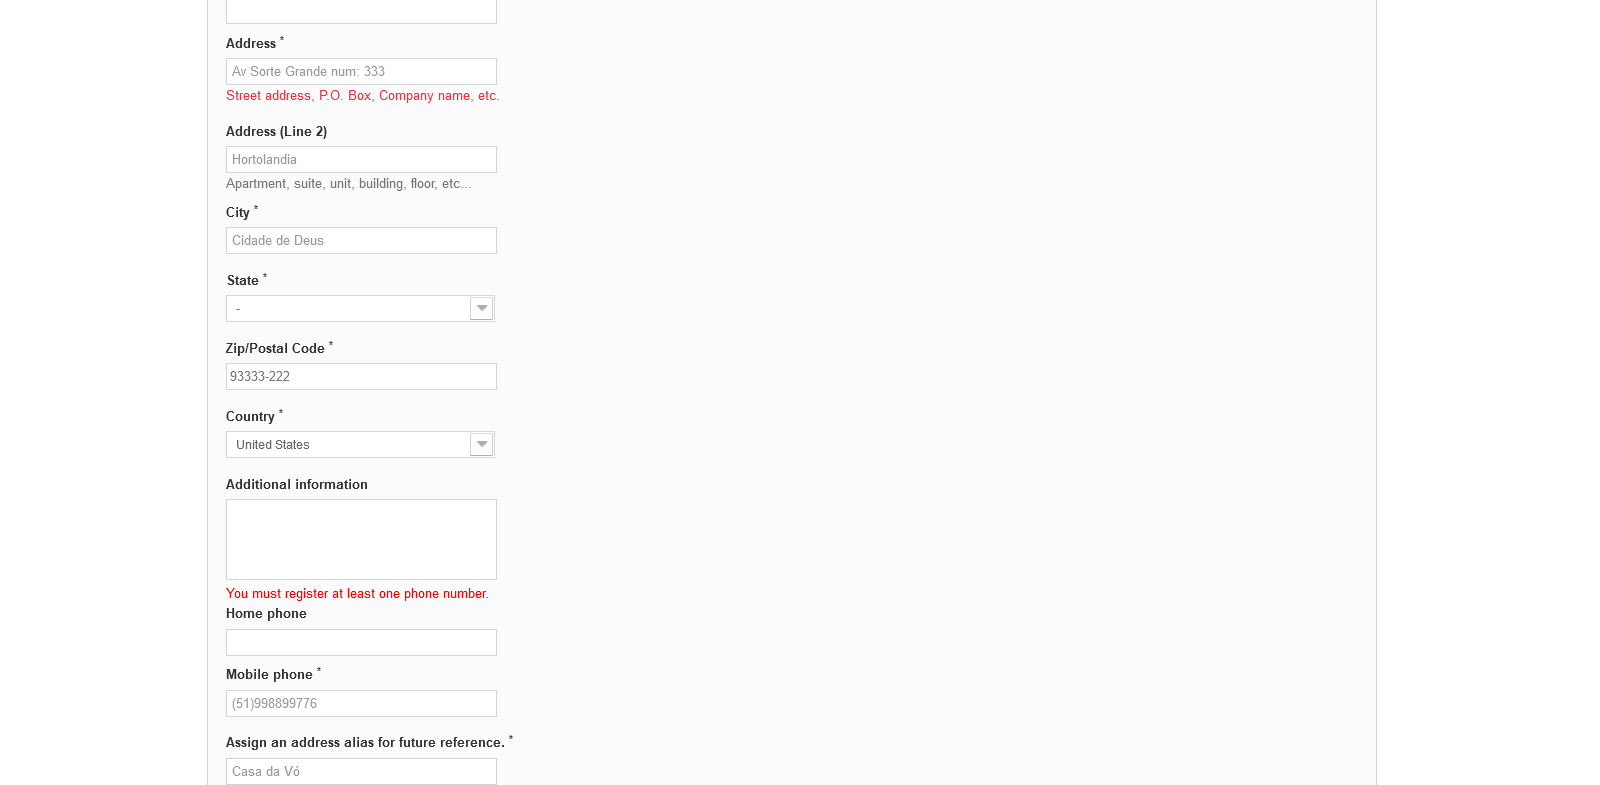 Address *
Av Sorte Grande num: 333
Street address, P.O. Box, Company name, etc.
Address (Line 2)
Hortolandia
Apartment, suite, unit, building, floor, etc...
City *
Cidade de Deus
State *
-
Zip/Postal Code *
93333-222
Country *
United States
Additional information
You must register at least one phone number.
Home phone
Mobile phone *
(51)998899776
Assign an address alias for future reference. *
Casa da Vó